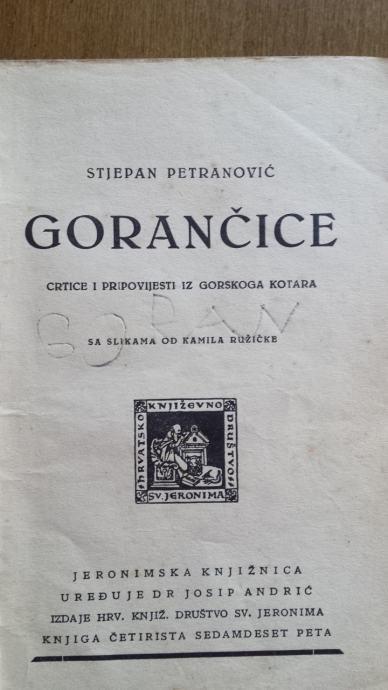 STJEPAN PETRANOVIĆ
GORANČICE
CRTICE I PRIPOVIJESTI IZ GORSKOGA KOTARA
GORAN
SA SLIKAMA OD KAMILA RUŽIČKE
HRVATSKO KNJIŽEVNO DRUŠTVO SV. JERONIMA
JERONIMSKA KNJIŽNICA
UREĐUJE DR JOSIP ANDRIĆ
IZDAJE HRV. KNJIŽ. DRUŠTVO SV. JERONIMA
KNJIGA ČETIRISTA SEDAMDESET PETA